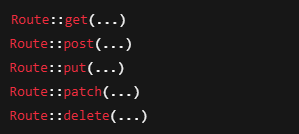 Route::get(...)
Route::post(...)
Route::put(...)
Route::patch(...)
Route::delete(...)